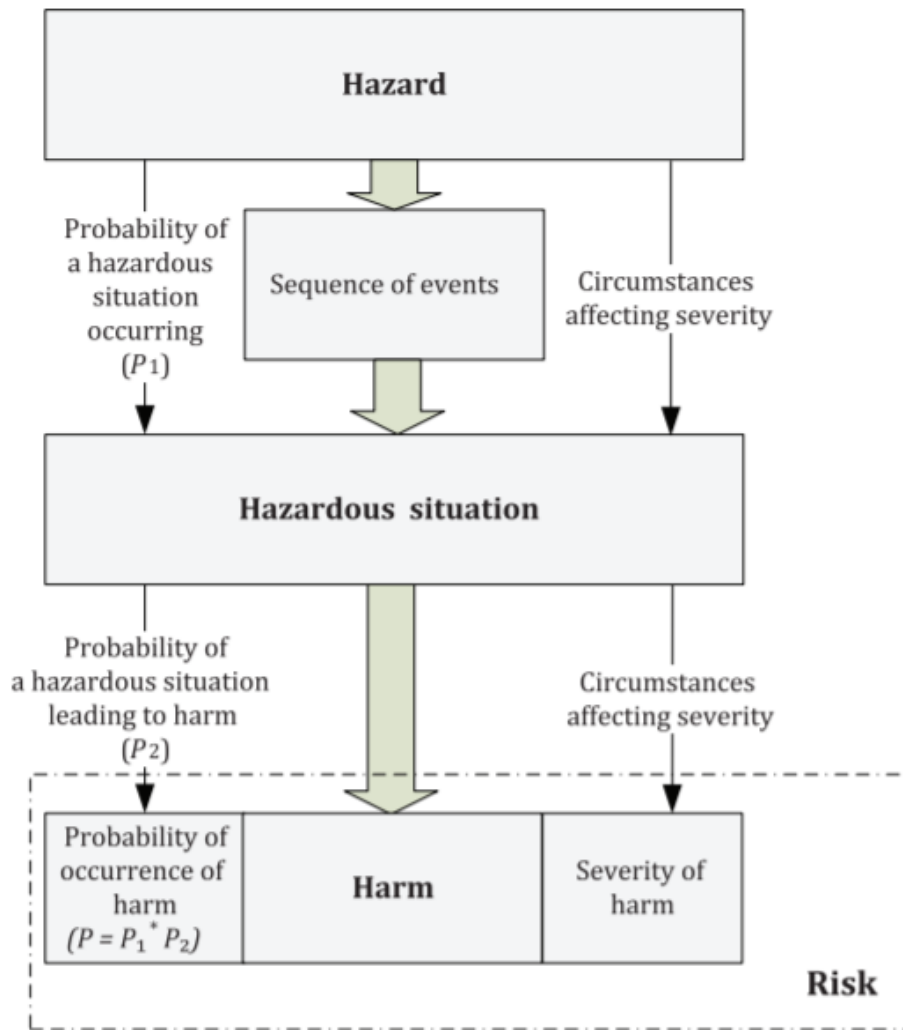 Hazard
Probability of
a hazardous
situation
occurring
(P1)
Sequence of events
Circumstances
affecting severity
Hazardous situation
Probability of
a hazardous situation
leading to harm
(P2)
Circumstances
affecting severity
Probability of
occurrence of
harm
(P = P₁* P₂)
Harm
Severity of
harm
Risk